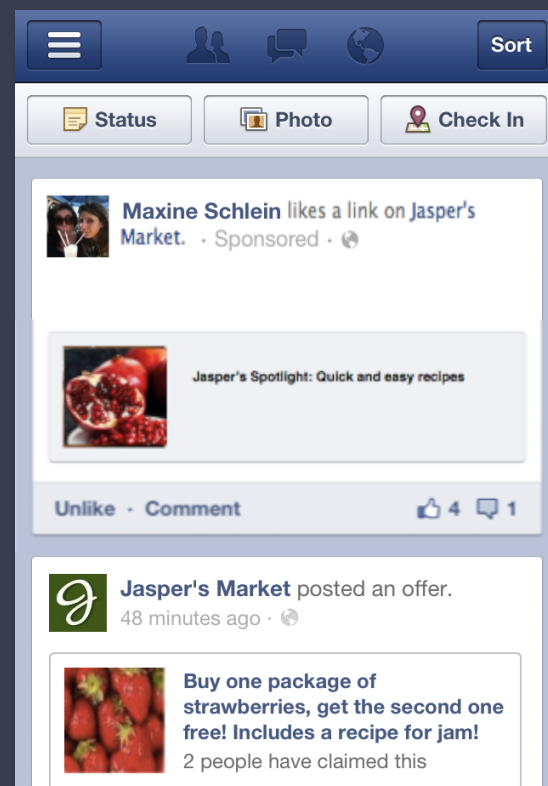 Sort
Status Photo Check In
Maxine Schlein likes a link on Jasper's
Market. · Sponsored ·
Jasper's Spotlight: Quick and easy recipes
Unlike · Comment 4 1
Jasper's Market posted an offer.
48 minutes ago ·
Buy one package of
strawberries, get the second one
free! Includes a recipe for jam!
2 people have claimed this